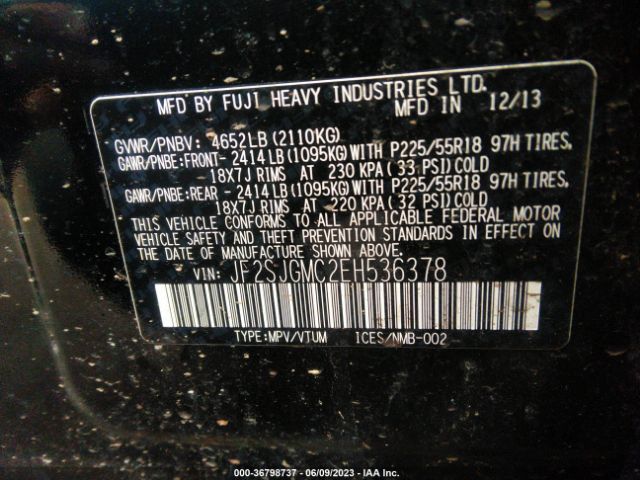 MFD BY FUJI HEAVY INDUSTRIES LTD.
MFD IN 12/13
GVWR/PNBV: 4652LB (2110KG)
GAWR/PNBE:FRONT- 2414 LB (1095KG) WITH P225/55R18 97H TIRES,
18X7J RIMS AT 230 KPA (33 PSI) COLD
GAWR/PNBE:REAR - 2414 LB (1095KG) WITH P225/55R18 97H TIRES,
18X7J RIMS AT 220 KPA (32 PSI) COLD
THIS VEHICLE CONFORMS TO ALL APPLICABLE FEDERAL MOTOR
VEHICLE SAFETY AND THEFT PREVENTION STANDARDS IN EFFECT
ON THE DATE OF MANUFACTURE SHOWN ABOVE.
VIN: JF2SJGMC2EH536378
TYPE:MPV/VTUM ICES/NMB-002
000-36798737 - 06/09/2023 - IAA Inc.